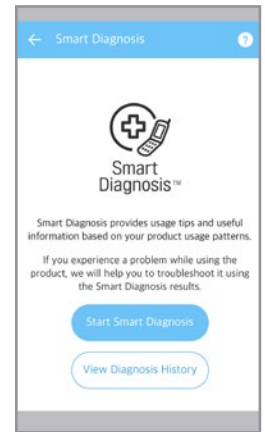 Smart Diagnosis
?
Smart
Diagnosis™
Smart Diagnosis provides usage tips and useful
information based on your product usage patterns.
If you experience a problem while using the
product, we will help you to troubleshoot it using
the Smart Diagnosis results.
Start Smart Diagnosis
View Diagnosis History